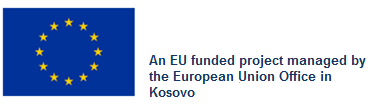 An EU funded project managed by
the European Union Office in
Kosovo